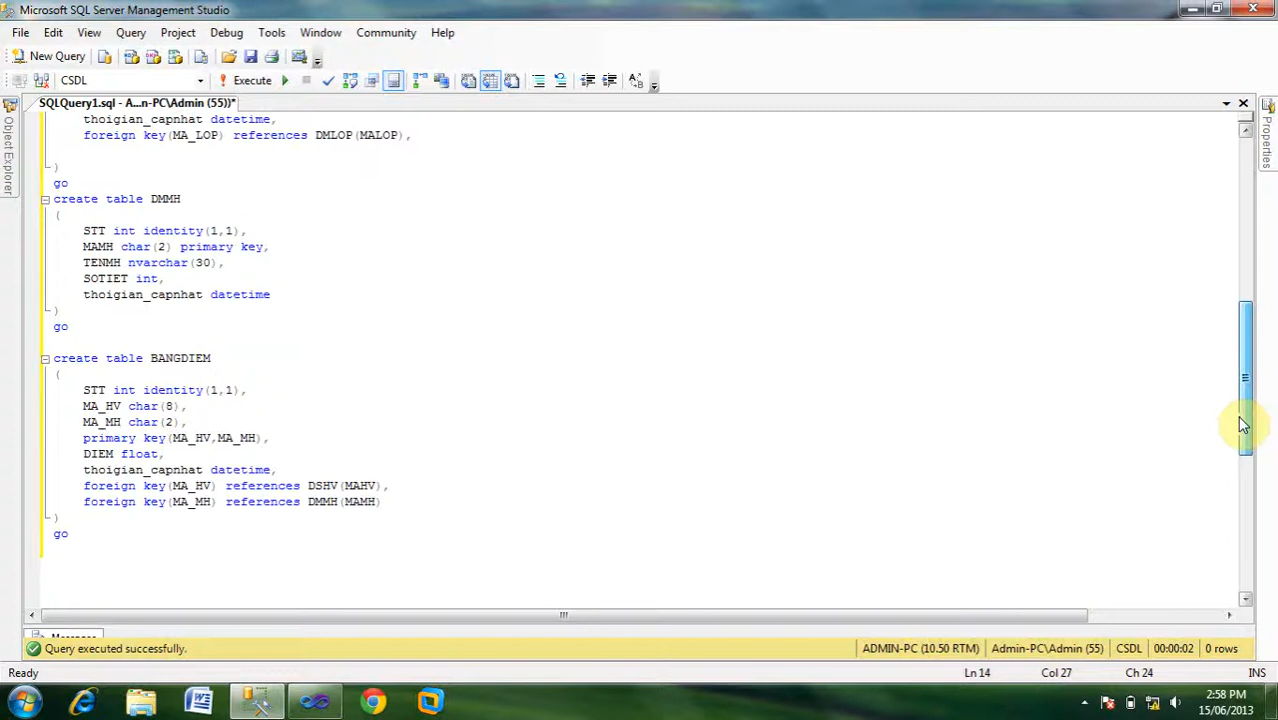 Microsoft SQL Server Management Studio
File Edit View Query Project Debug Tools Window Community Help
New Query
CSDL Execute
SQLQuery1.sql - A...n-PC\Admin (55))*
Object Explorer
Properties
thoigian_capnhat datetime,
foreign key(MA_LOP) references DMLOP(MALOP),
)
go
create table DMMH
(
STT int identity(1,1),
MAMH char(2) primary key,
TENMH nvarchar(30),
SOTIET int,
thoigian_capnhat datetime
)
go
create table BANGDIEM
(
STT int identity(1,1),
MA_HV char(8),
MA_MH char(2),
primary key(MA_HV,MA_MH),
DIEM float,
thoigian_capnhat datetime,
foreign key(MA_HV) references DSHV(MAHV),
foreign key(MA_MH) references DMMH(MAMH)
)
go
Messages
Query executed successfully. ADMIN-PC (10.50 RTM) Admin-PC\Admin (55) CSDL 00:00:02 0 rows
Ready Ln 14 Col 27 Ch 24 INS
2:58 PM
15/06/2013